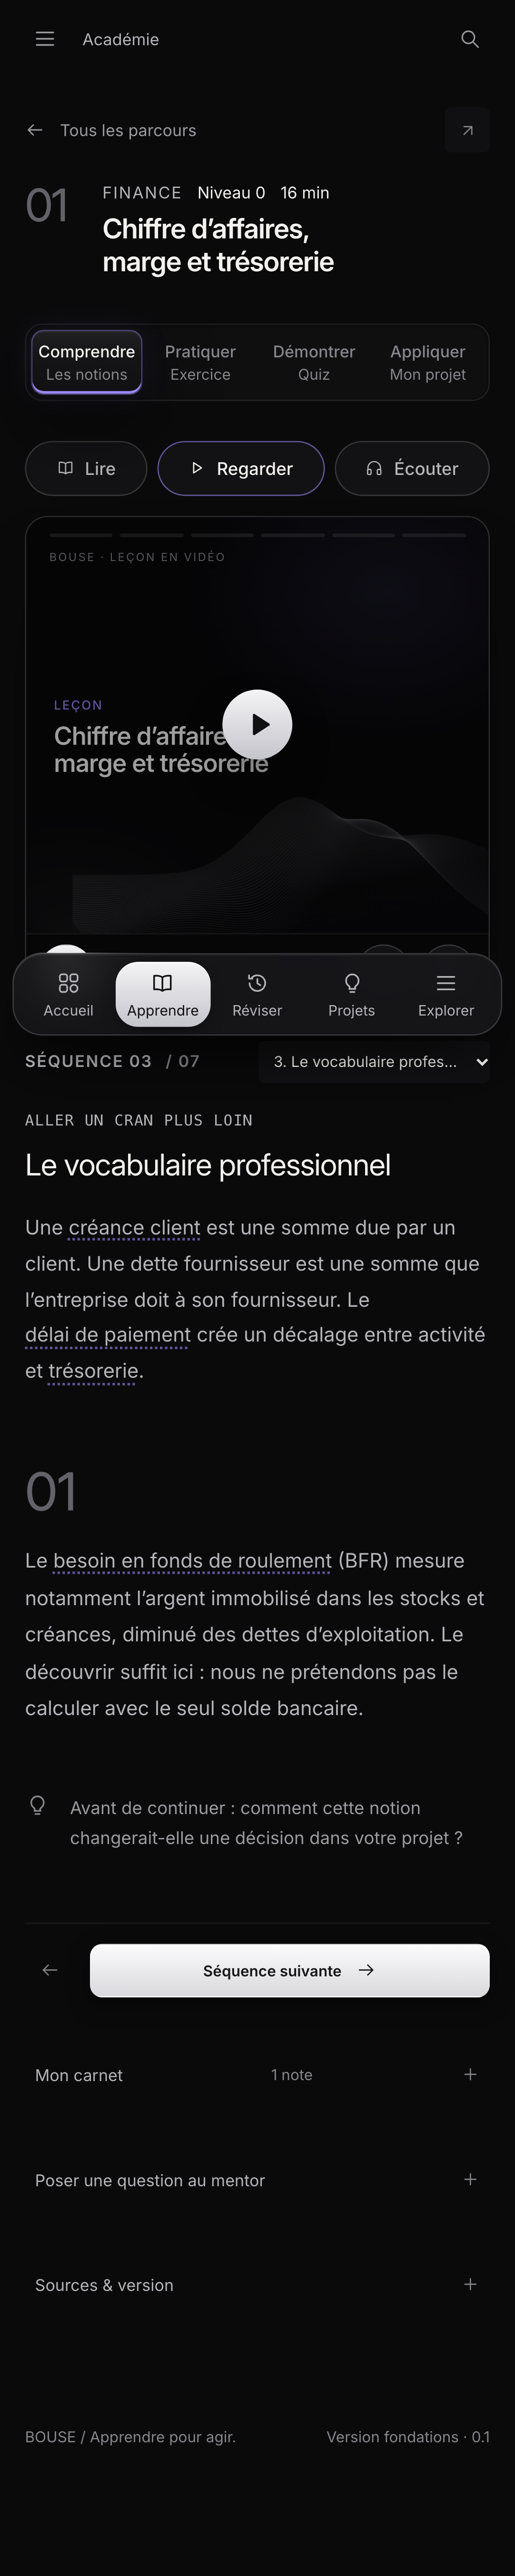 Académie
Tous les parcours
01
FINANCE Niveau 0 16 min
Chiffre d’affaires,
marge et trésorerie
Comprendre
Les notions
Pratiquer
Exercice
Démontrer
Quiz
Appliquer
Mon projet
Lire
Regarder
Écouter
BOUSE · LEÇON EN VIDÉO
LEÇON
Chiffre d’affaire
marge et trésorerie
Accueil
Apprendre
Réviser
Projets
Explorer
SÉQUENCE 03 / 07
3. Le vocabulaire profes...
ALLER UN CRAN PLUS LOIN
Le vocabulaire professionnel
Une créance client est une somme due par un
client. Une dette fournisseur est une somme que
l’entreprise doit à son fournisseur. Le
délai de paiement crée un décalage entre activité
et trésorerie.
01
Le besoin en fonds de roulement (BFR) mesure
notamment l’argent immobilisé dans les stocks et
créances, diminué des dettes d’exploitation. Le
découvrir suffit ici : nous ne prétendons pas le
calculer avec le seul solde bancaire.
Avant de continuer : comment cette notion
changerait-elle une décision dans votre projet ?
Séquence suivante
Mon carnet
1 note
Poser une question au mentor
Sources & version
BOUSE / Apprendre pour agir.
Version fondations · 0.1